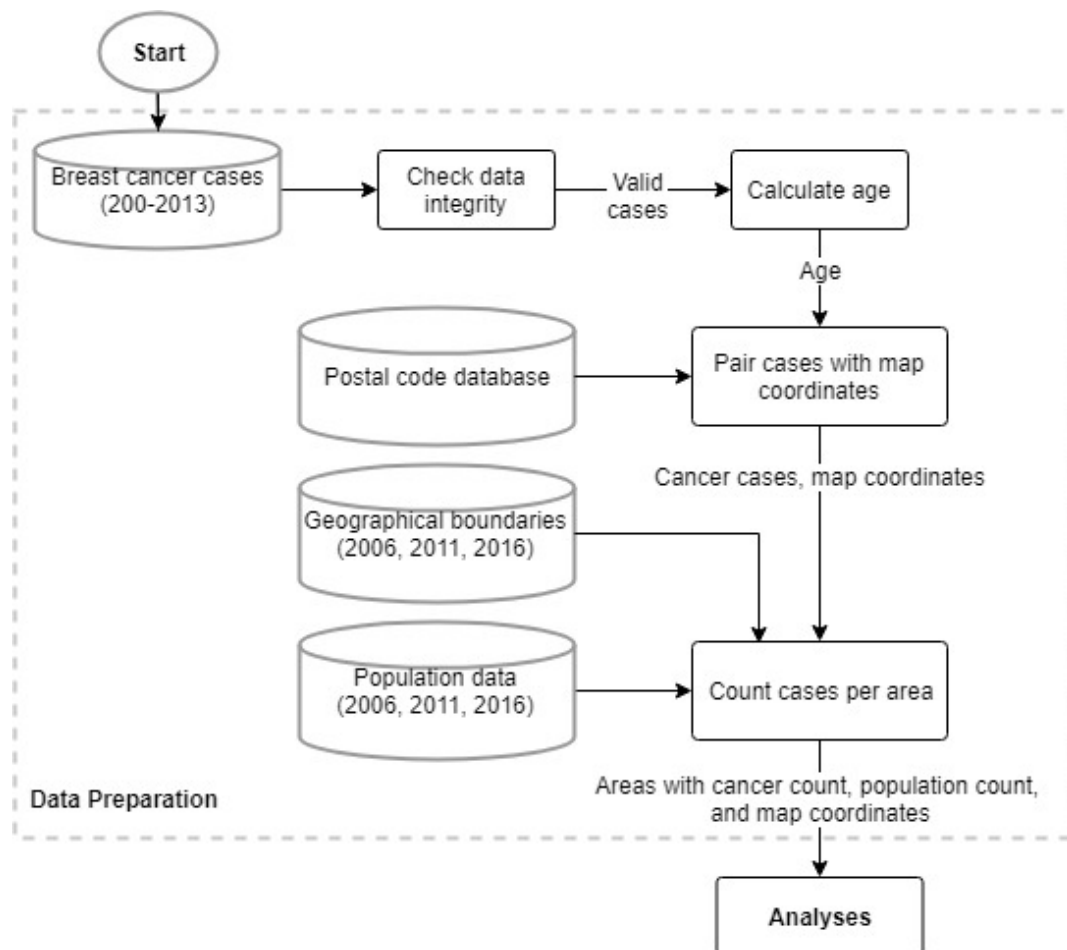 Start
Breast cancer cases
(200-2013)
Check data
integrity
Valid
cases
Calculate age
Age
Postal code database
Pair cases with map
coordinates
Cancer cases, map coordinates
Geographical boundaries
(2006, 2011, 2016)
Population data
(2006, 2011, 2016)
Count cases per area
Areas with cancer count, population count,
and map coordinates
Data Preparation
Analyses